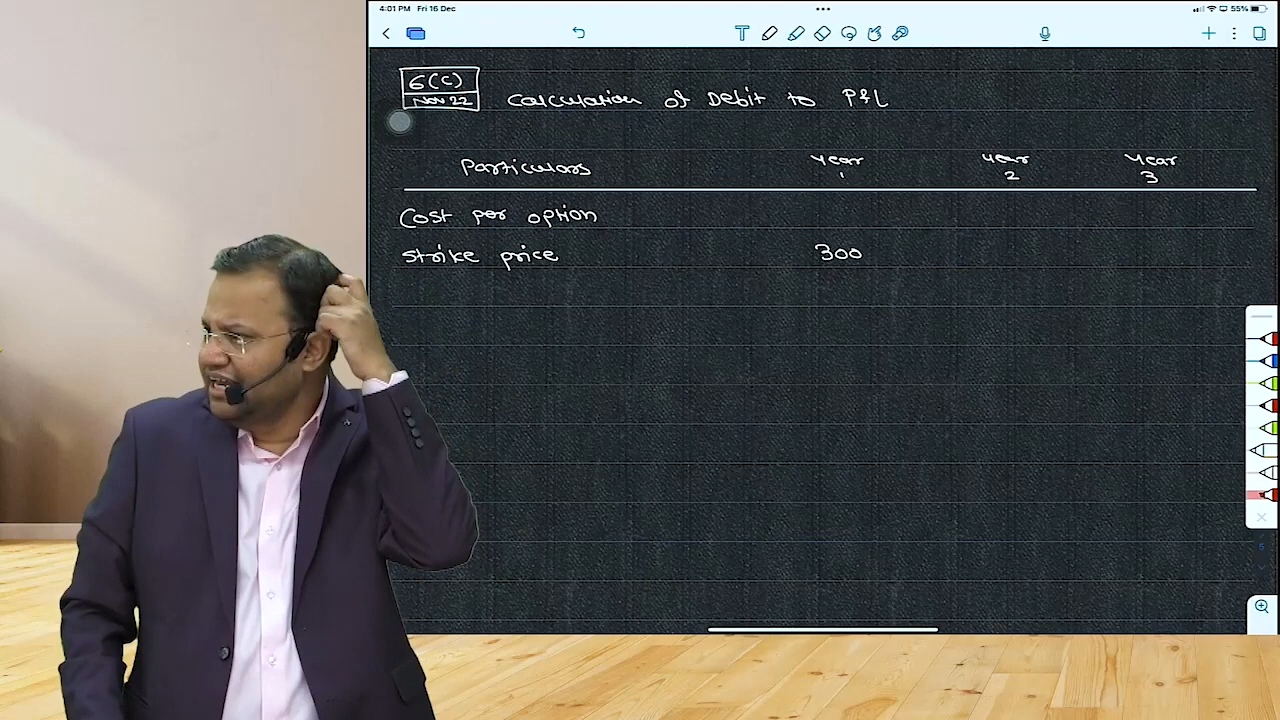 4:01 PM Fri 16 Dec
55%
6(C)
Nov 22
Calculation of Debit to P&L
Particulars year 1 year 2 year 3
Cost per option
Strike price 300
5